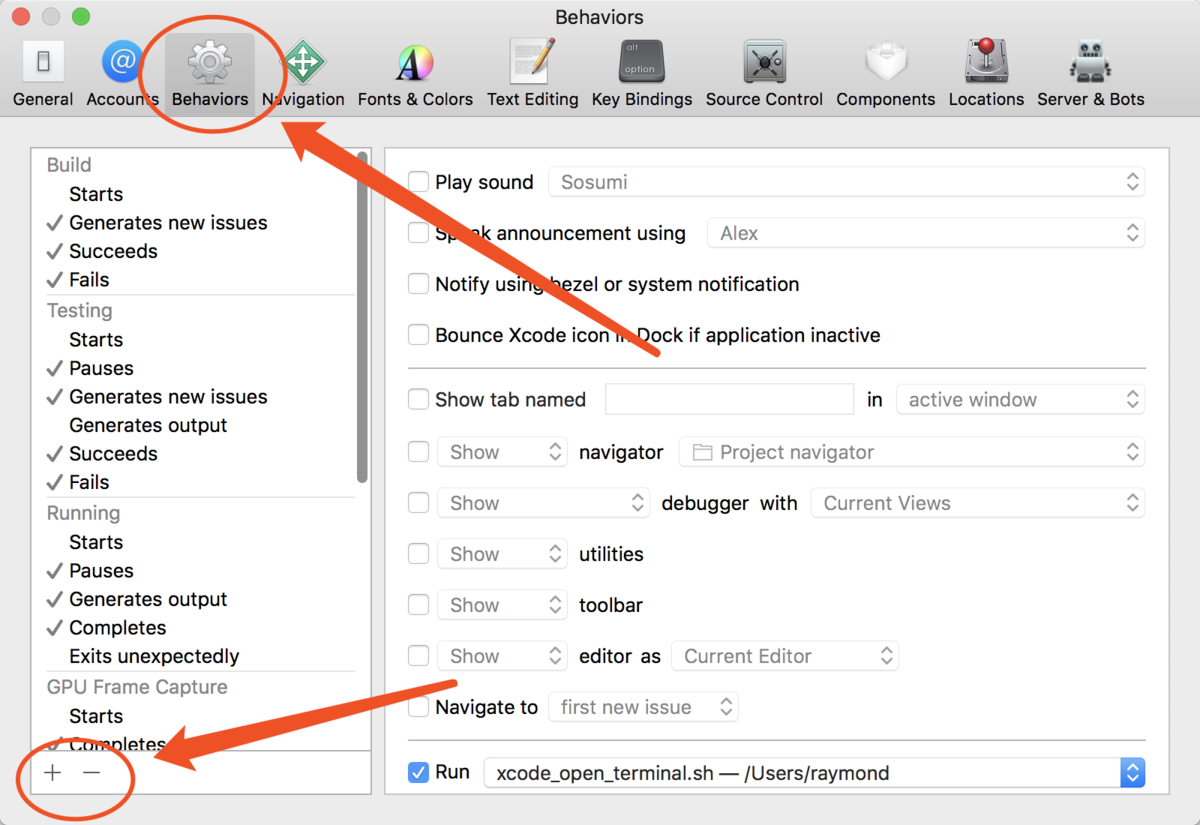 Behaviors
General Accounts Behaviors Navigation Fonts & Colors Text Editing Key Bindings Source Control Components Locations Server & Bots
alt
option
Build
Starts
Generates new issues
Succeeds
Fails
Testing
Starts
Pauses
Generates new issues
Generates output
Succeeds
Fails
Running
Starts
Pauses
Generates output
Completes
Exits unexpectedly
GPU Frame Capture
Starts
Completes
Play sound Sosumi
Speak announcement using Alex
Notify using bezel or system notification
Bounce Xcode icon in Dock if application inactive
Show tab named in active window
Show navigator Project navigator
Show debugger with Current Views
Show utilities
Show toolbar
Show editor as Current Editor
Navigate to first new issue
Run xcode_open_terminal.sh — /Users/raymond